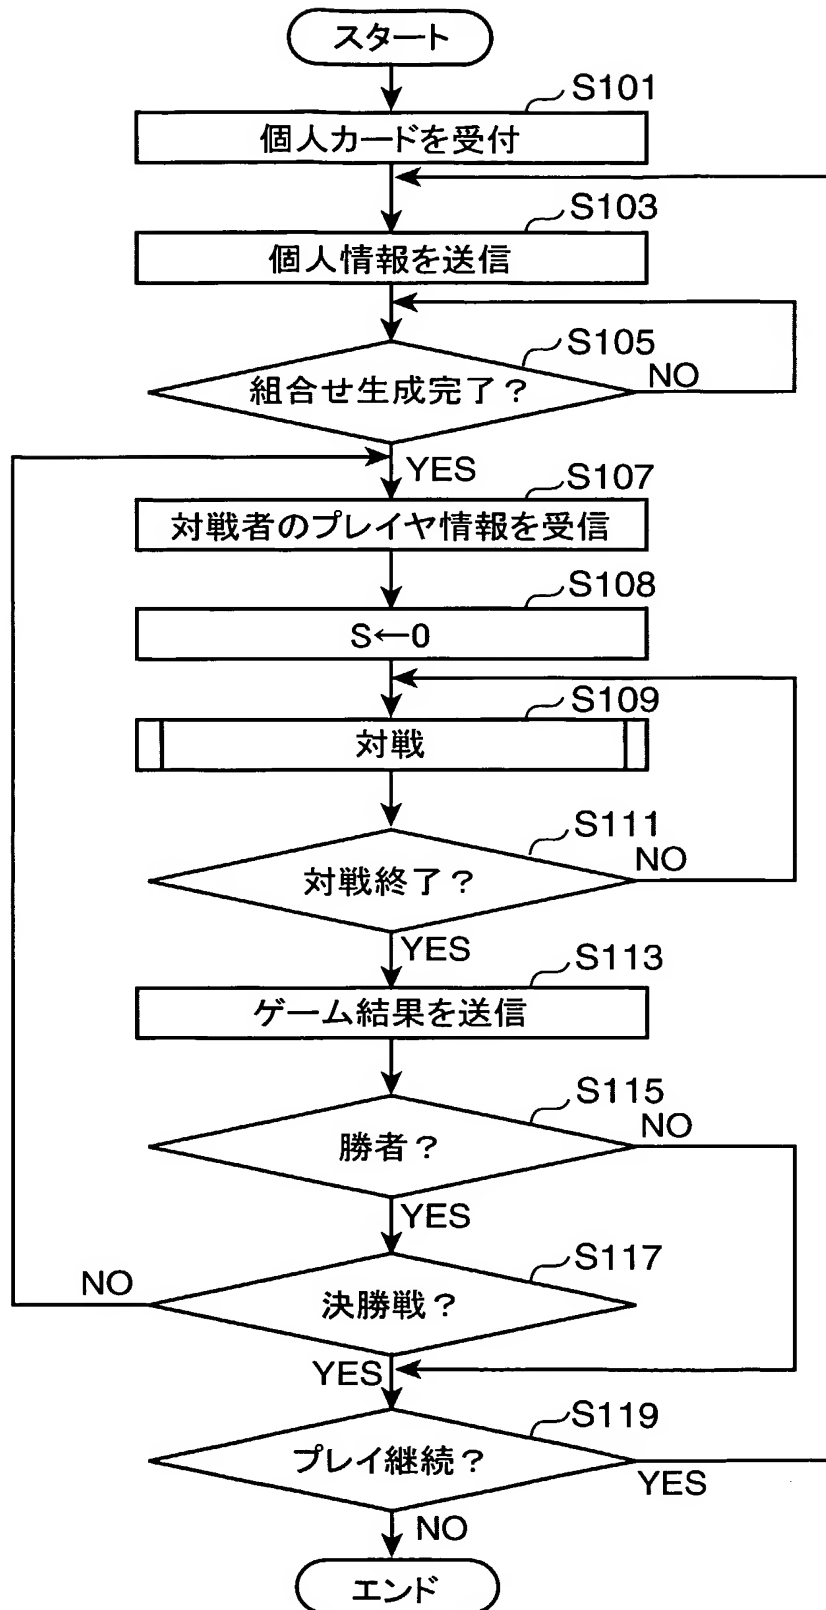 スタート
S101
個人カードを受付
S103
個人情報を送信
S105
組合せ生成完了？
NO
YES
S107
対戦者のプレイヤ情報を受信
S108
S←0
S109
対戦
S111
対戦終了？
NO
YES
S113
ゲーム結果を送信
S115
勝者？
NO
YES
S117
決勝戦？
NO
YES
S119
プレイ継続？
YES
NO
エンド